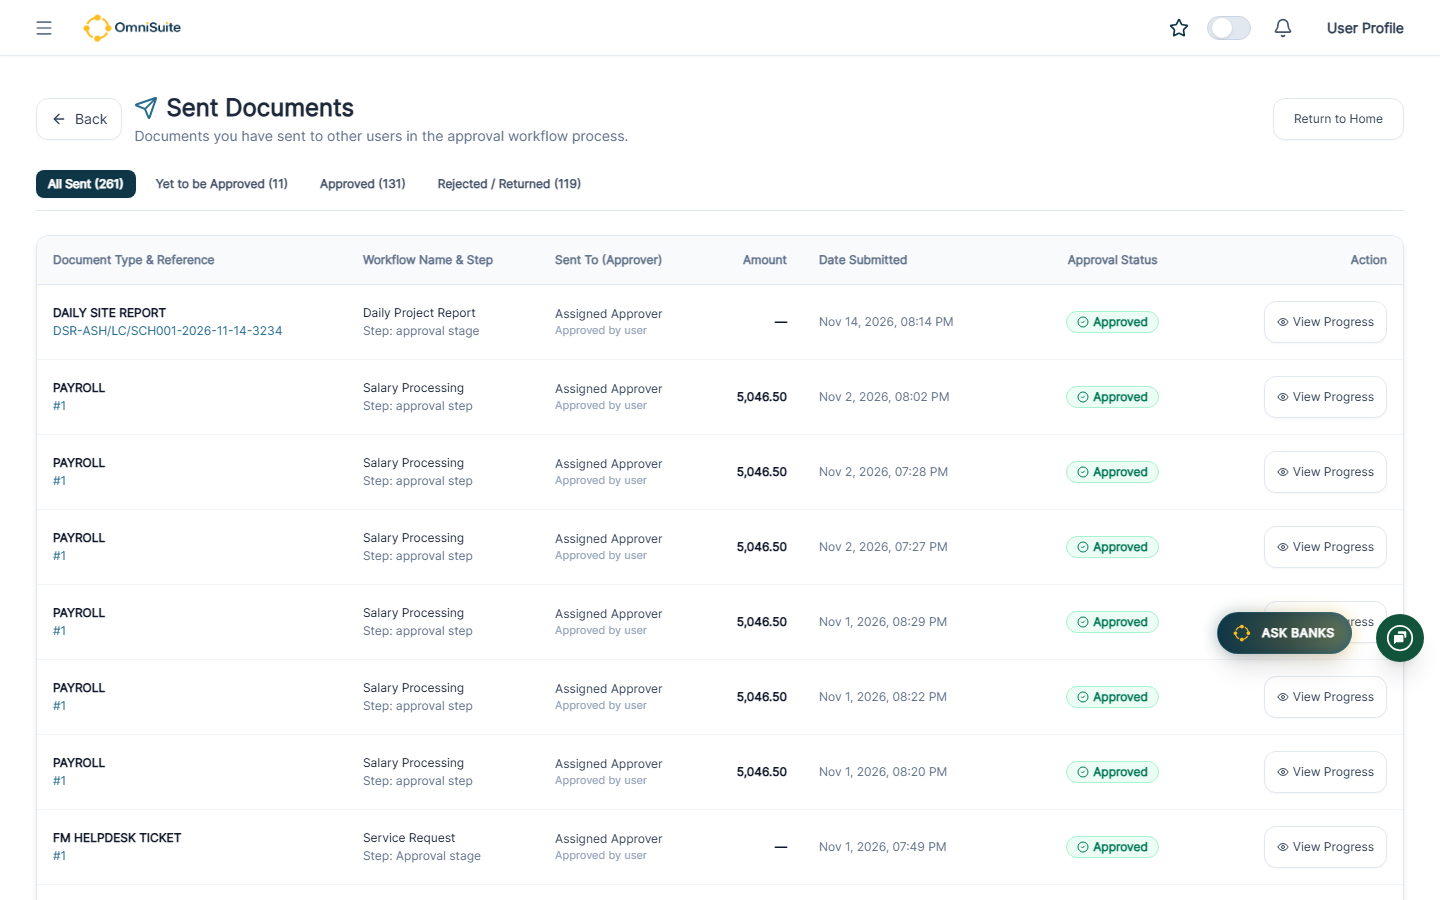 OmniSuite
User Profile
Back
Sent Documents
Documents you have sent to other users in the approval workflow process.
Return to Home
All Sent (261)
Yet to be Approved (11)
Approved (131)
Rejected / Returned (119)
Document Type & Reference
Workflow Name & Step
Sent To (Approver)
Amount
Date Submitted
Approval Status
Action
DAILY SITE REPORT
DSR-ASH/LC/SCH001-2026-11-14-3234
Daily Project Report
Step: approval stage
Assigned Approver
Approved by user
—
Nov 14, 2026, 08:14 PM
Approved
View Progress
PAYROLL
#1
Salary Processing
Step: approval step
Assigned Approver
Approved by user
5,046.50
Nov 2, 2026, 08:02 PM
Approved
View Progress
PAYROLL
#1
Salary Processing
Step: approval step
Assigned Approver
Approved by user
5,046.50
Nov 2, 2026, 07:28 PM
Approved
View Progress
PAYROLL
#1
Salary Processing
Step: approval step
Assigned Approver
Approved by user
5,046.50
Nov 2, 2026, 07:27 PM
Approved
View Progress
PAYROLL
#1
Salary Processing
Step: approval step
Assigned Approver
Approved by user
5,046.50
Nov 1, 2026, 08:29 PM
Approved
ASK BANKS
PAYROLL
#1
Salary Processing
Step: approval step
Assigned Approver
Approved by user
5,046.50
Nov 1, 2026, 08:22 PM
Approved
View Progress
PAYROLL
#1
Salary Processing
Step: approval step
Assigned Approver
Approved by user
5,046.50
Nov 1, 2026, 08:20 PM
Approved
View Progress
FM HELPDESK TICKET
#1
Service Request
Step: Approval stage
Assigned Approver
Approved by user
—
Nov 1, 2026, 07:49 PM
Approved
View Progress